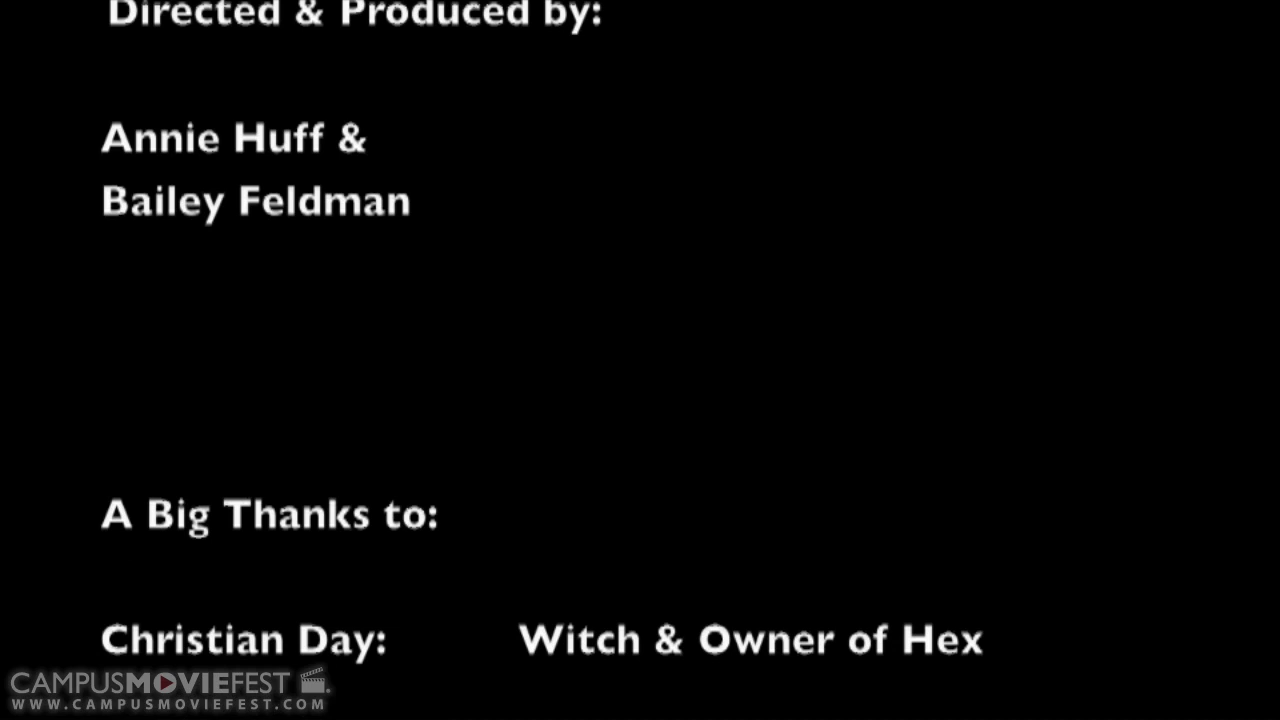 Directed & Produced by:
Annie Huff &
Bailey Feldman
A Big Thanks to:
Christian Day: Witch & Owner of Hex
CAMPUSMOVIEFEST
WWW.CAMPUSMOVIEFEST.COM